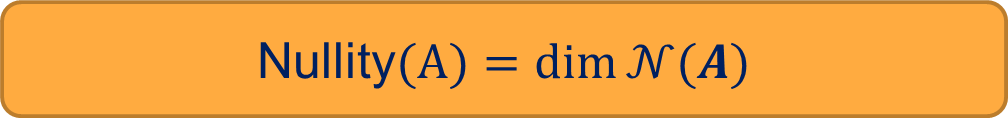 Nullity(A) = dim 𝒩(𝑨)